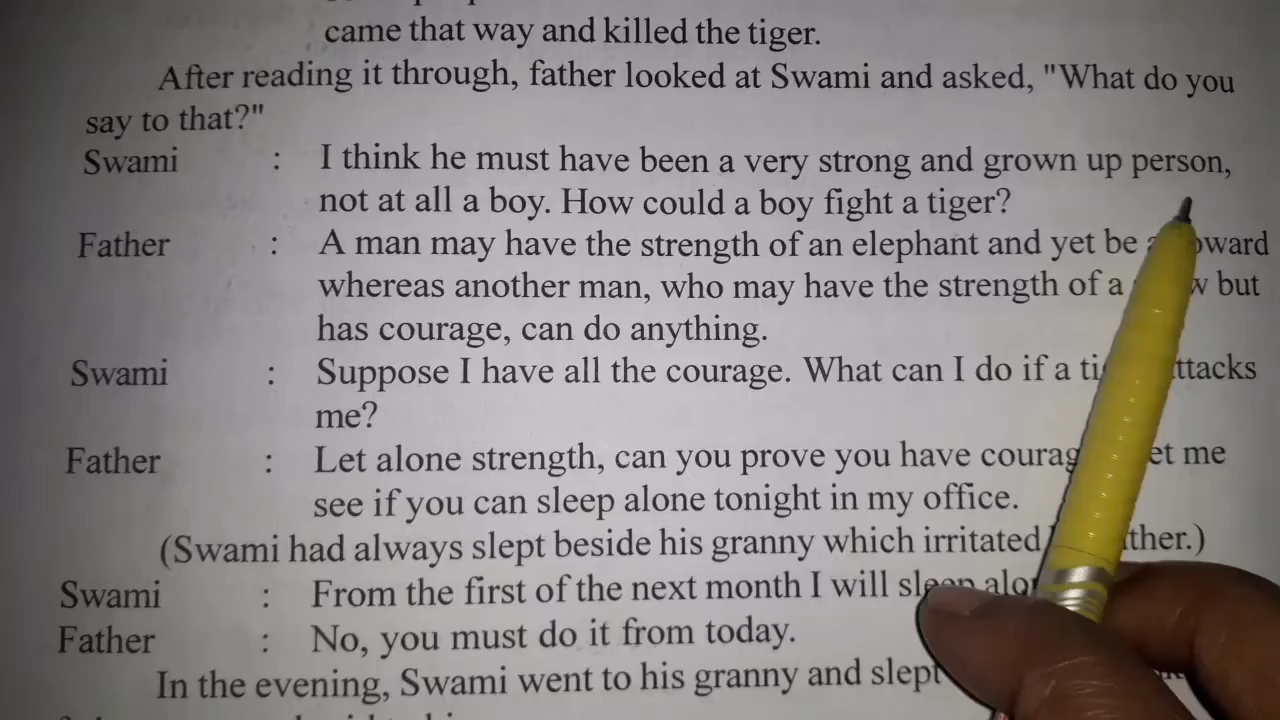 came that way and killed the tiger.
After reading it through, father looked at Swami and asked, "What do you
say to that?"
Swami : I think he must have been a very strong and grown up person,
not at all a boy. How could a boy fight a tiger?
Father : A man may have the strength of an elephant and yet be a
whereas another man, who may have the strength of a but
has courage, can do anything.
Swami : Suppose I have all the courage. What can I do if a attacks
me?
Father : Let alone strength, can you prove you have me
see if you can sleep alone tonight in my office.
(Swami had always slept beside his granny which irritated
Swami : From the first of the next month I will sleep
Father : No, you must do it from today.
In the evening, Swami went to his granny and slept